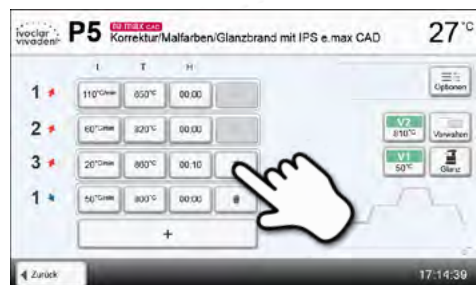 ivoclar vivadent
P5 IPS e.max CAD
Korrektur/Malfarben/Glanzbrand mit IPS e.max CAD
27 °C
t T H
Optionen
1 110°C/min 850°C 00:00
2 60°C/min 820°C 00:00
V2 810°C Verwalten
3 20°C/min 860°C 00:10
V1 50°C Glanz
1 50°C/min 800°C 00:00
+
Zurück
17:14:39